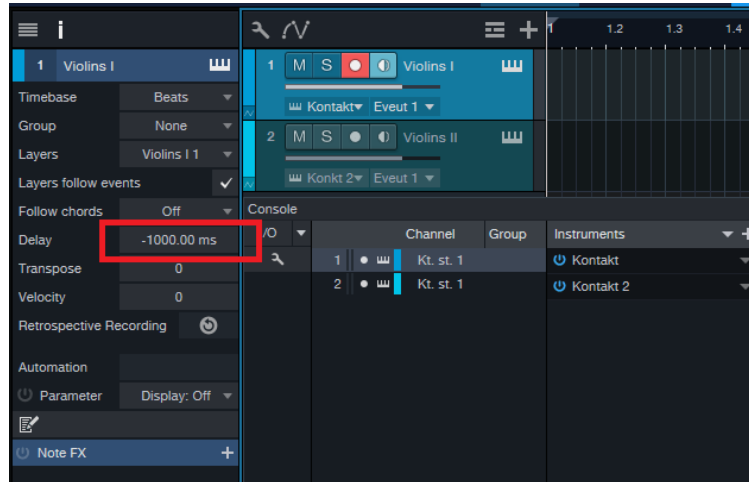 i
1 Violins I
Timebase Beats
Group None
Layers Violins I 1
Layers follow events
Follow chords Off
Delay -1000.00 ms
Transpose 0
Velocity 0
Retrospective Recording
Automation
Parameter Display: Off
Note FX +
1 1.2 1.3 1.4
1 M S Violins I
Kontakt Eveut 1
2 M S Violins II
Konkt 2 Eveut 1
Console
/O Channel Group Instruments +
1 Kt. st. 1 Kontakt
2 Kt. st. 1 Kontakt 2